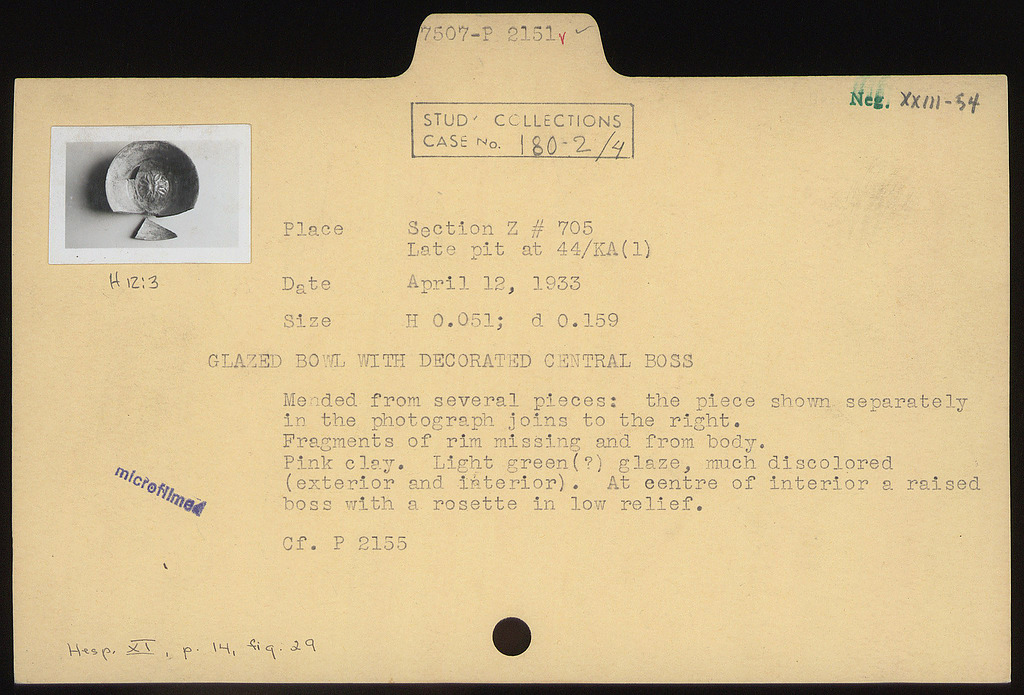 7507-P 2151
Neg. XXIII-54
STUDY COLLECTIONS
CASE No. 180-2/4
H 12:3
Place Section Z # 705
Late pit at 44/KA(1)
Date April 12, 1933
Size H 0.051; d 0.159
GLAZED BOWL WITH DECORATED CENTRAL BOSS
Mended from several pieces: the piece shown separately
in the photograph joins to the right.
Fragments of rim missing and from body.
Pink clay. Light green(?) glaze, much discolored
(exterior and interior). At centre of interior a raised
boss with a rosette in low relief.
microfilmed
Cf. P 2155
Hesp. XI, p. 14, fig. 29